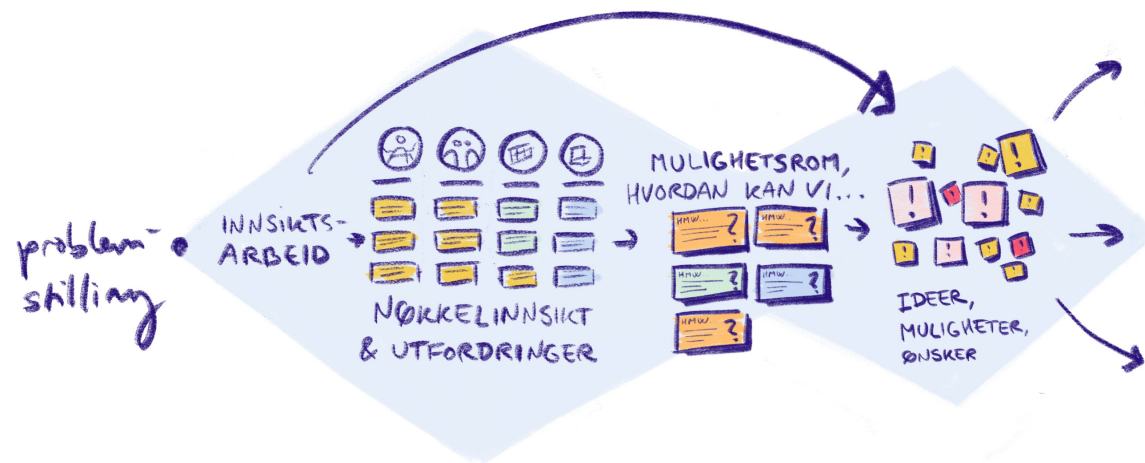 problem-
stilling
INNSIKTS-
ARBEID
NØKKELINNSIKT
& UTFORDRINGER
MULIGHETSROM,
HVORDAN KAN VI...
HMW... ?
HMW.. ?
HMW... ?
HMW.. ?
HMW... ?
! ! !
! ! ! !
! ! ! !
!
IDEER,
MULIGHETER,
ØNSKER